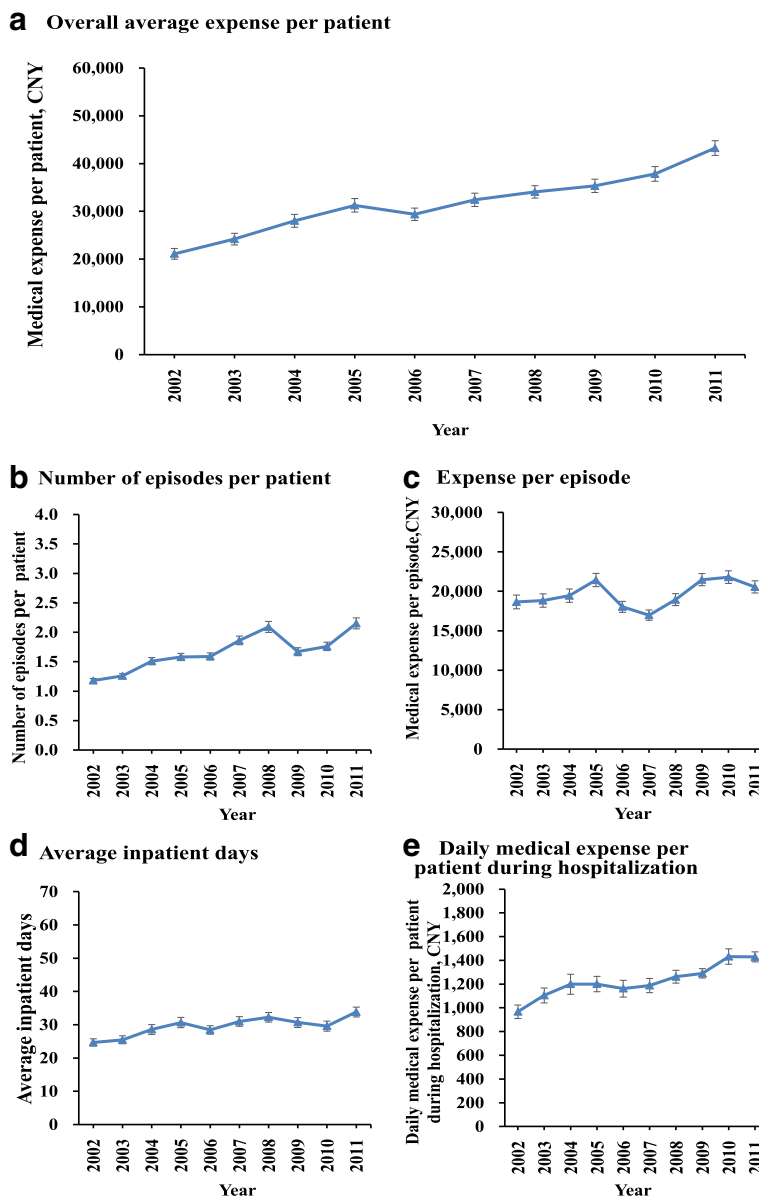 a Overall average expense per patient
Medical expense per patient, CNY
60,000
50,000
40,000
30,000
20,000
10,000
0
2002 2003 2004 2005 2006 2007 2008 2009 2010 2011
Year
b Number of episodes per patient
Number of episodes per patient
4.0
3.5
3.0
2.5
2.0
1.5
1.0
0.5
0.0
2002 2003 2004 2005 2006 2007 2008 2009 2010 2011
Year
c Expense per episode
Medical expense per episode,CNY
30,000
25,000
20,000
15,000
10,000
5,000
0
2002 2003 2004 2005 2006 2007 2008 2009 2010 2011
Year
d Average inpatient days
Average inpatient days
70
60
50
40
30
20
10
0
2002 2003 2004 2005 2006 2007 2008 2009 2010 2011
Year
e Daily medical expense per
patient during hospitalization
Daily medical expense per patient
during hospitalization, CNY
2,000
1,800
1,600
1,400
1,200
1,000
800
600
400
200
0
2002 2003 2004 2005 2006 2007 2008 2009 2010 2011
Year